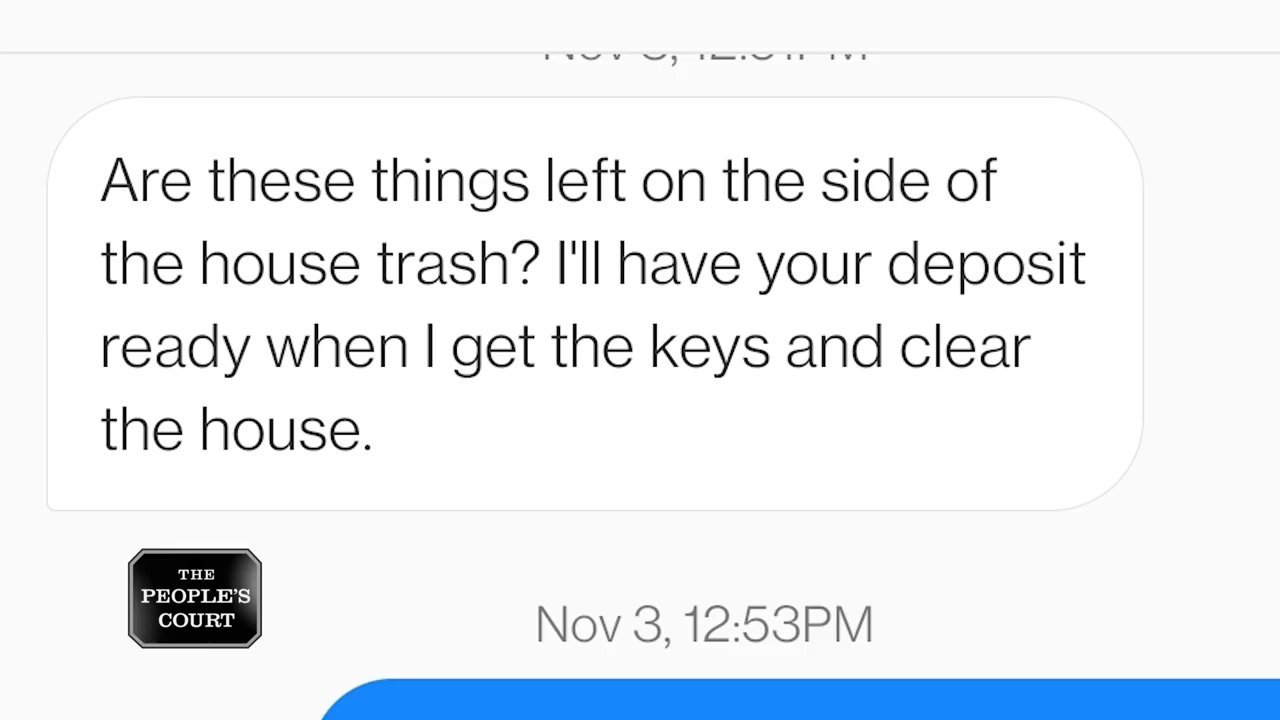 Are these things left on the side of
the house trash? I'll have your deposit
ready when I get the keys and clear
the house.
THE
PEOPLE'S
COURT
Nov 3, 12:53PM